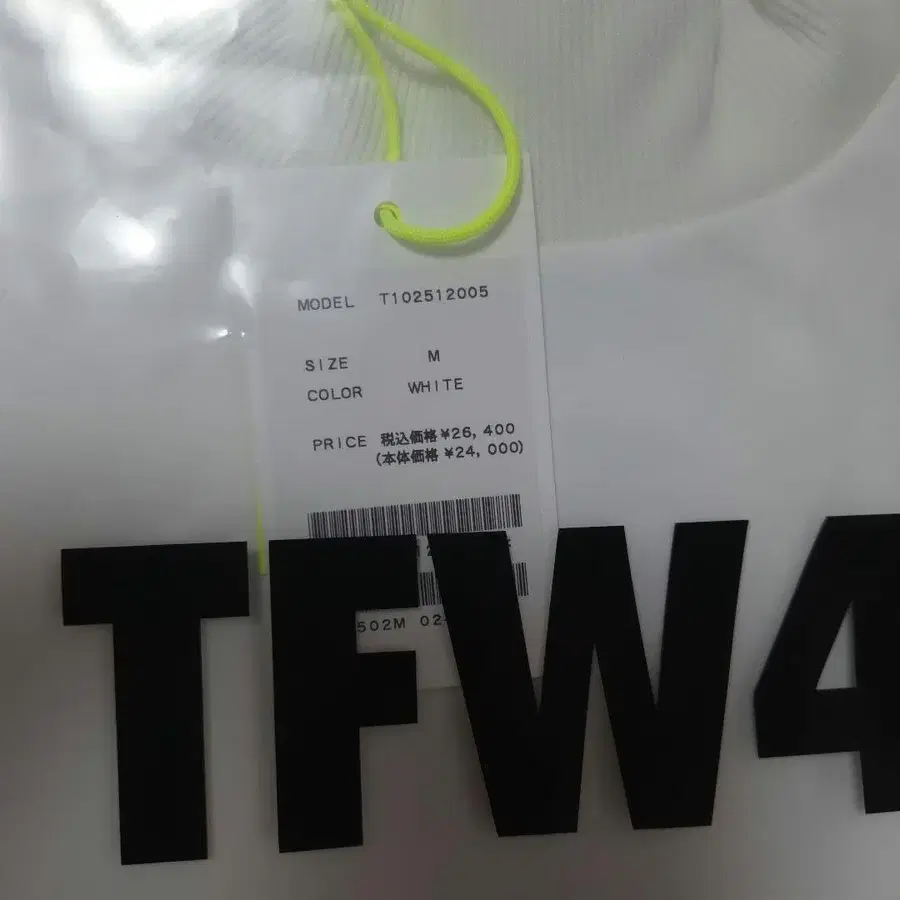 MODEL T102512005
SIZE M
COLOR WHITE
PRICE 税込価格 ¥26,400
(本体価格 ¥24,000)
502M 02
TFW4